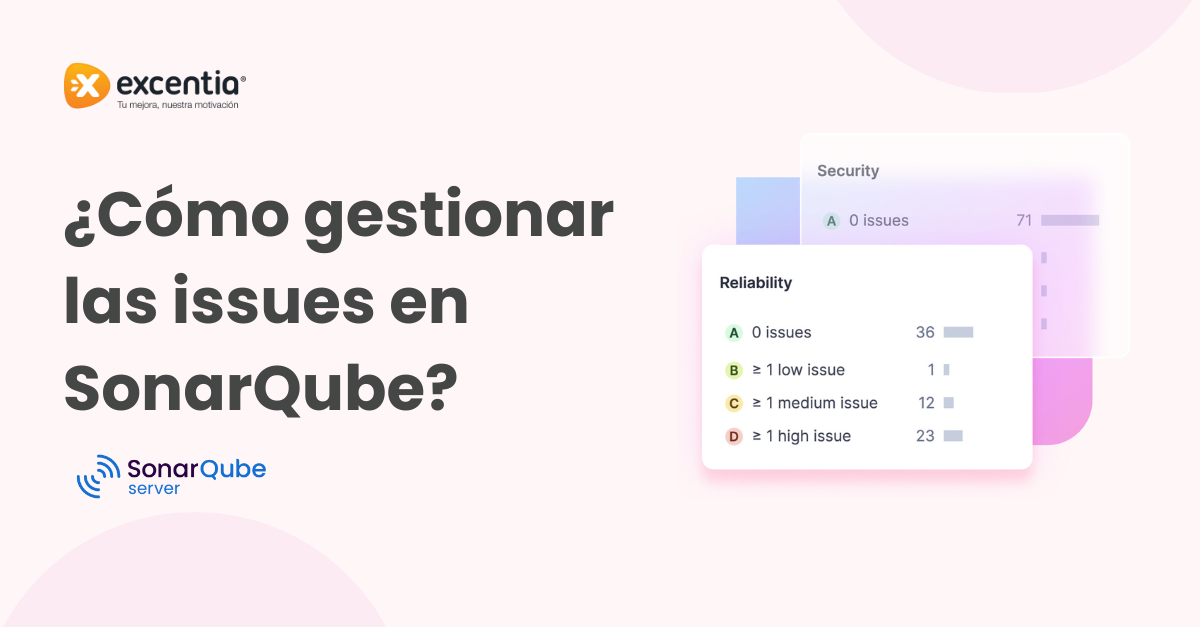 excentia®
Tu mejora, nuestra motivación
¿Cómo gestionar
las issues en
SonarQube?
SonarQube
server
Security
A 0 issues 71
Reliability
A 0 issues 36
B ≥ 1 low issue 1
C ≥ 1 medium issue 12
D ≥ 1 high issue 23